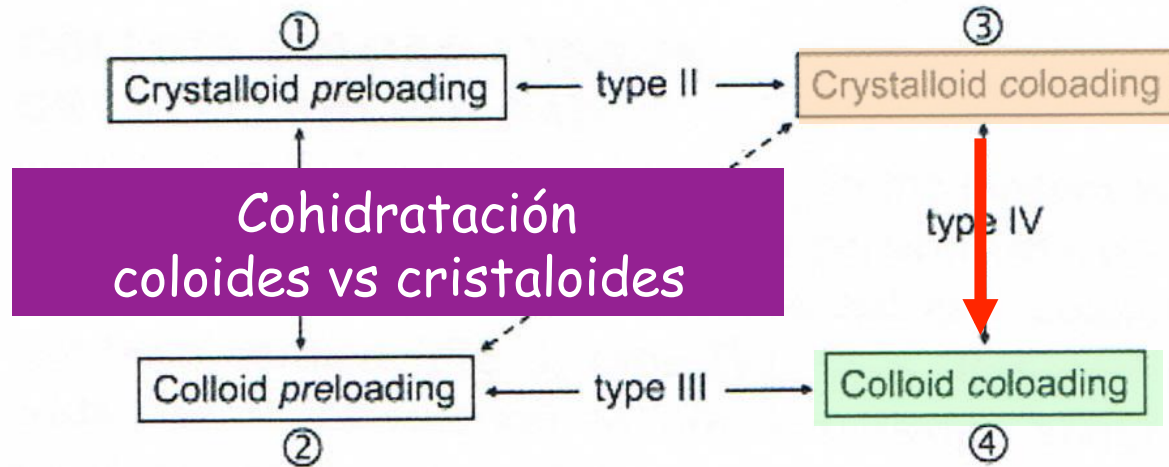 ① ③
Crystalloid preloading type II Crystalloid coloading
Cohidratación
coloides vs cristaloides
type IV
Colloid preloading type III Colloid coloading
② ④